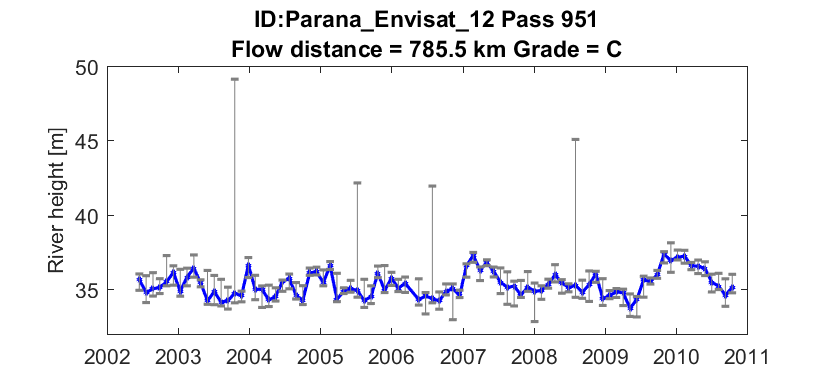 ID:Parana_Envisat_12 Pass 951
Flow distance = 785.5 km Grade = C
River height [m]
50
45
40
35
2002 2003 2004 2005 2006 2007 2008 2009 2010 2011